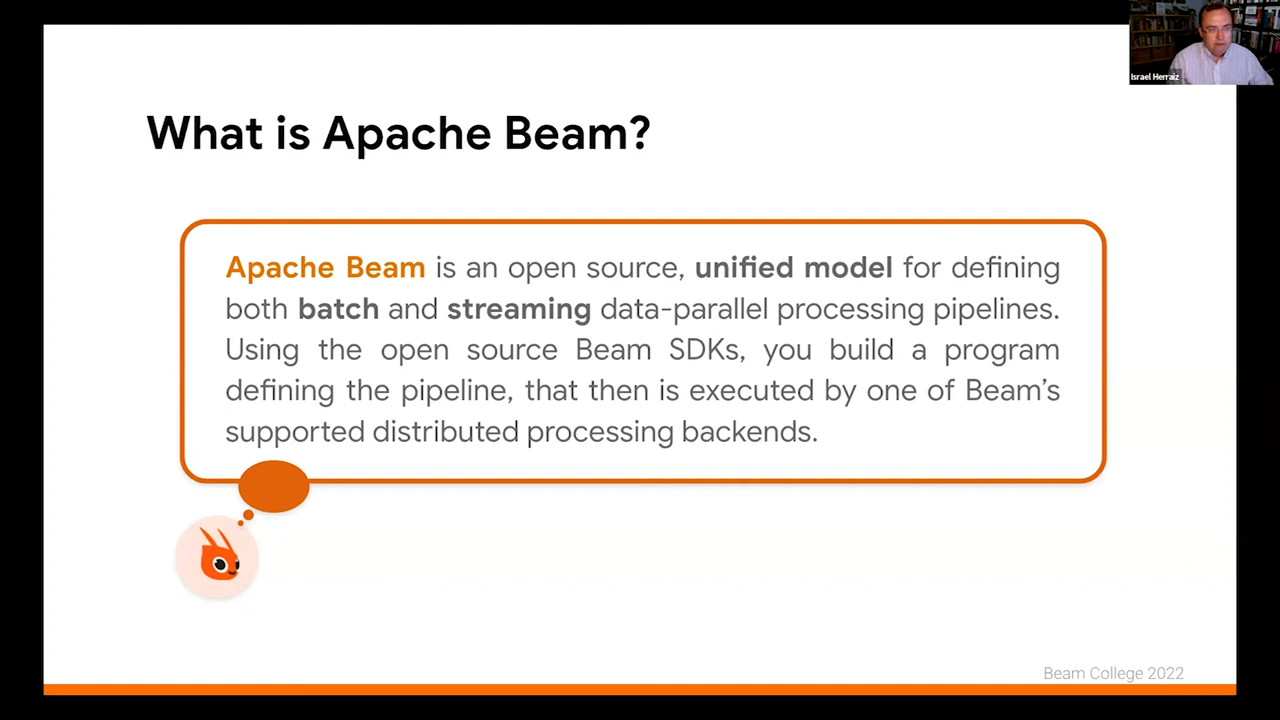 Israel Herraiz
What is Apache Beam?
Apache Beam is an open source, unified model for defining
both batch and streaming data-parallel processing pipelines.
Using the open source Beam SDKs, you build a program
defining the pipeline, that then is executed by one of Beam’s
supported distributed processing backends.
Beam College 2022